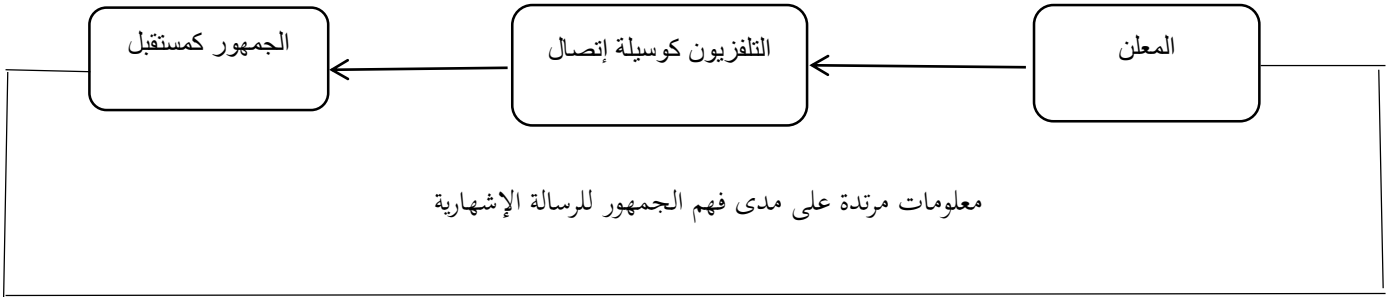 المعلن
التلفزيون كوسيلة إتصال
الجمهور كمستقبل
معلومات مرتدة على مدى فهم الجمهور للرسالة الإشهارية